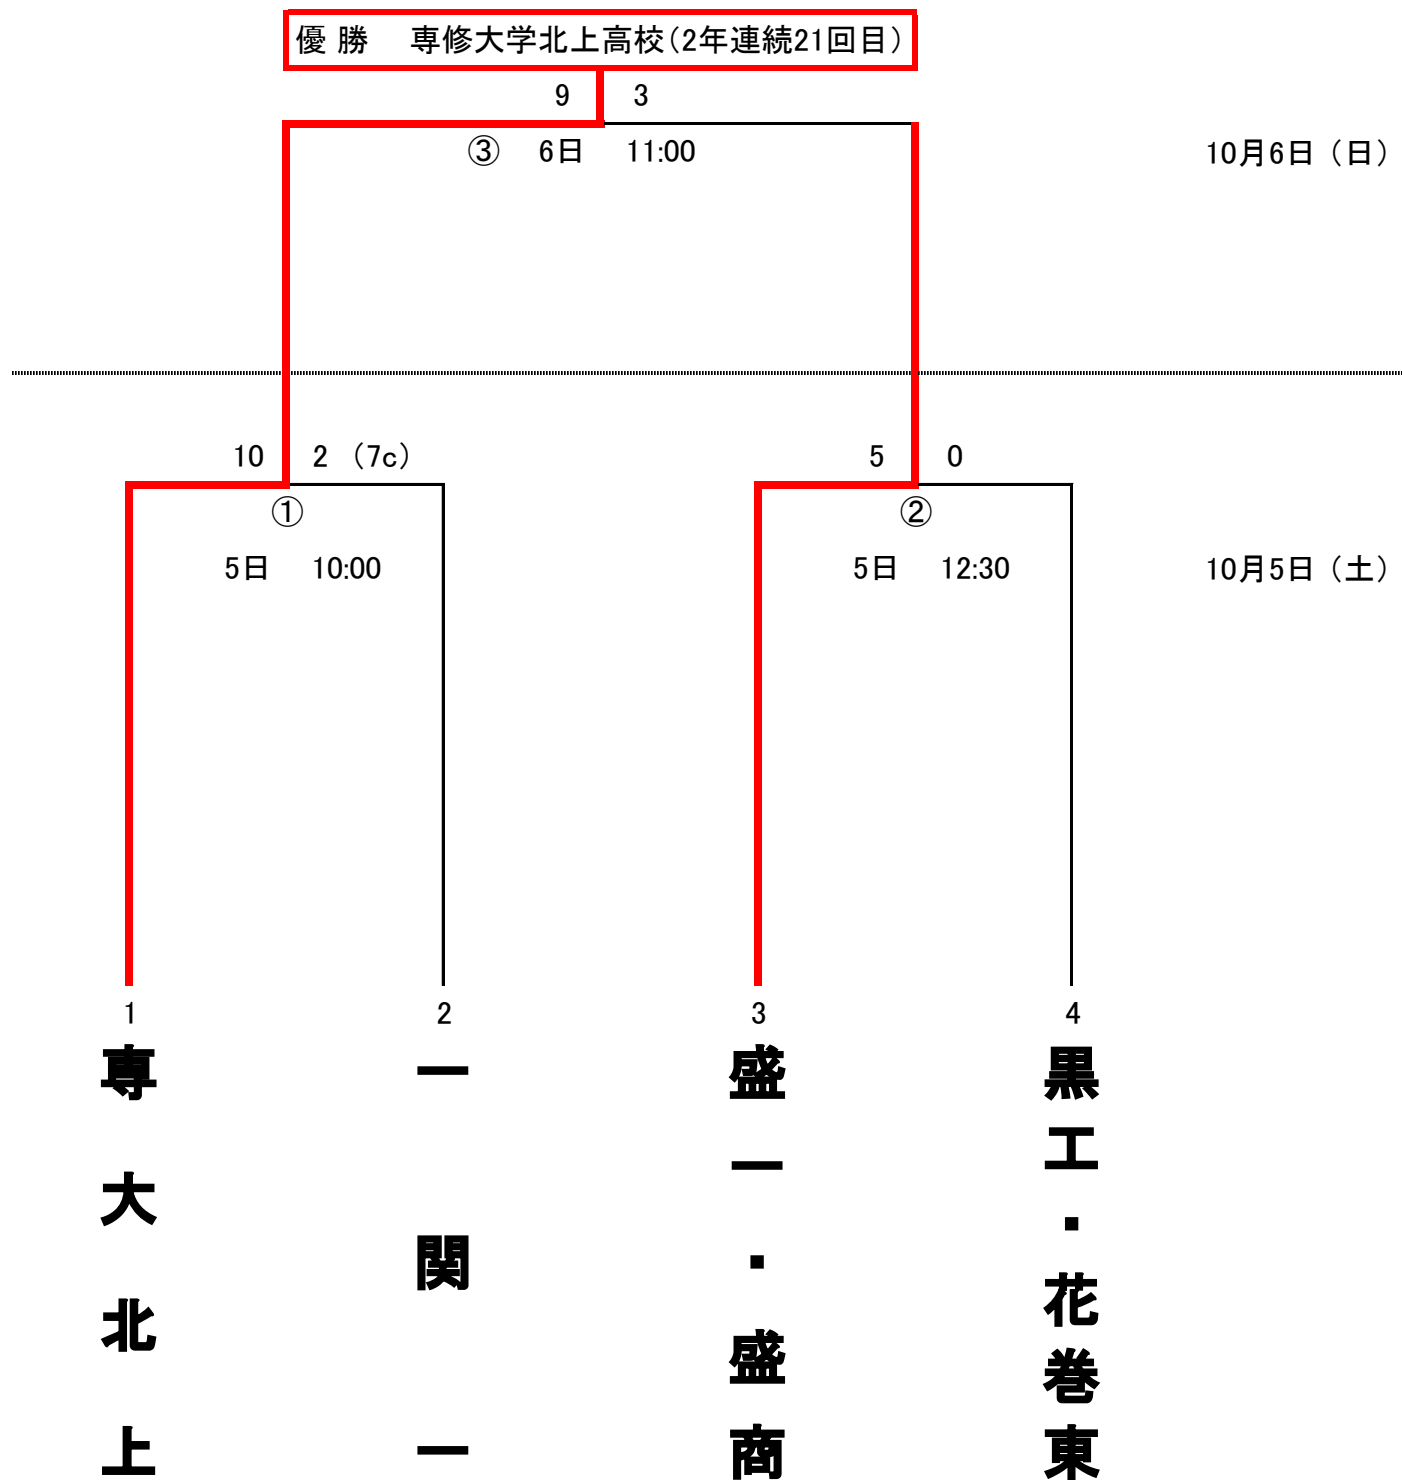 優 勝　専修大学北上高校(2年連続21回目)
9　3
③　6日　11:00　10月6日（日）
10　2（7c）　5　0
①　②
5日　10:00　5日　12:30　10月5日（土）
1　2　3　4
専大北上
一関一
盛一・盛商
黒工・花巻東